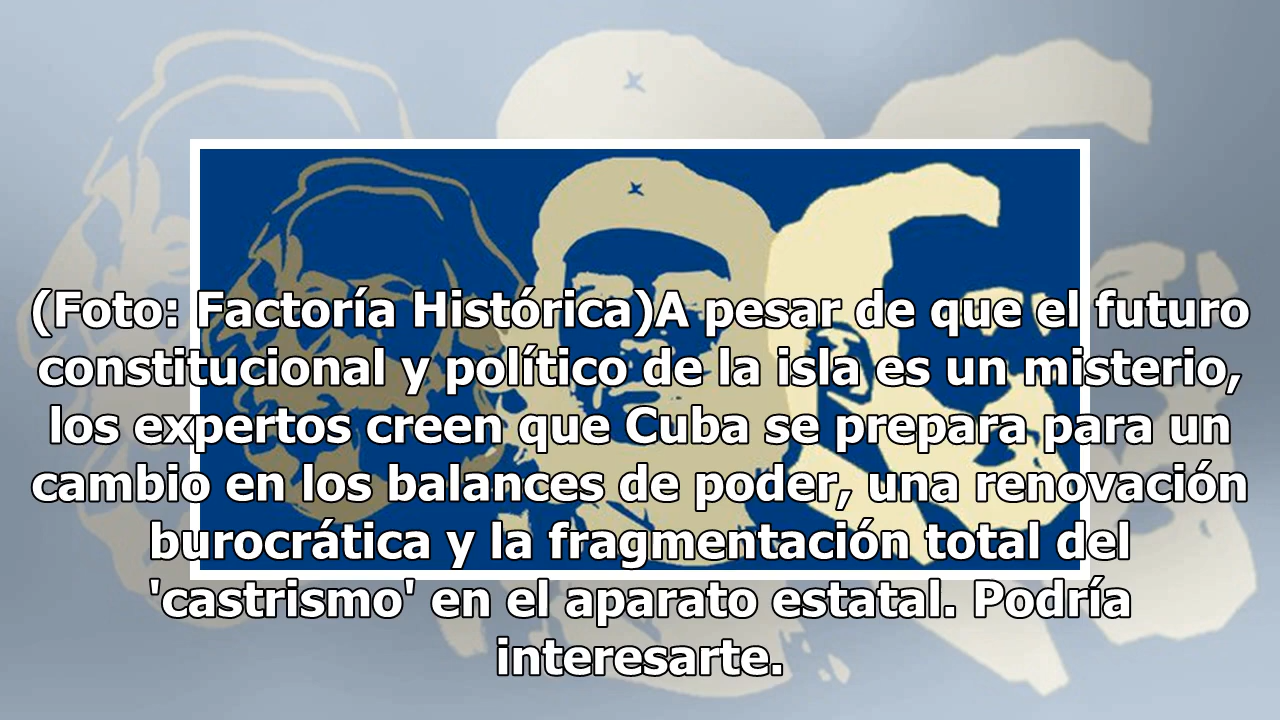 (Foto: Factoría Histórica)A pesar de que el futuro
constitucional y político de la isla es un misterio,
los expertos creen que Cuba se prepara para un
cambio en los balances de poder, una renovación
burocrática y la fragmentación total del
'castrismo' en el aparato estatal. Podría
interesarte.